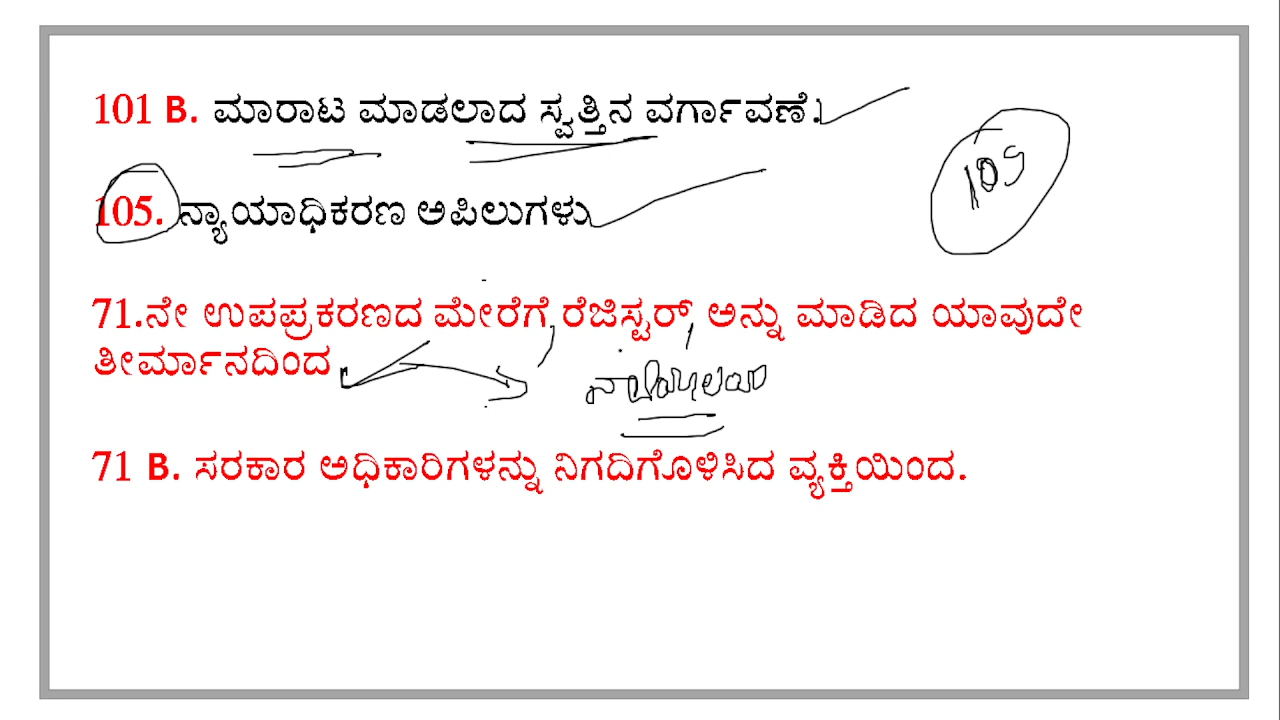 101 B. ಮಾರಾಟ ಮಾಡಲಾದ ಸ್ವತ್ತಿನ ವರ್ಗಾವಣೆ.
105. ನ್ಯಾಯಾಧಿಕರಣ ಅಪಿಲುಗಳು
105
71.ನೇ ಉಪಪ್ರಕರಣದ ಮೇರೆಗೆ ರೆಜಿಸ್ಟರ್ ಅನ್ನು ಮಾಡಿದ ಯಾವುದೇ
ತೀರ್ಮಾನದಿಂದ
71 B. ಸರಕಾರ ಅಧಿಕಾರಿಗಳನ್ನು ನಿಗದಿಗೊಳಿಸಿದ ವ್ಯಕ್ತಿಯಿಂದ.